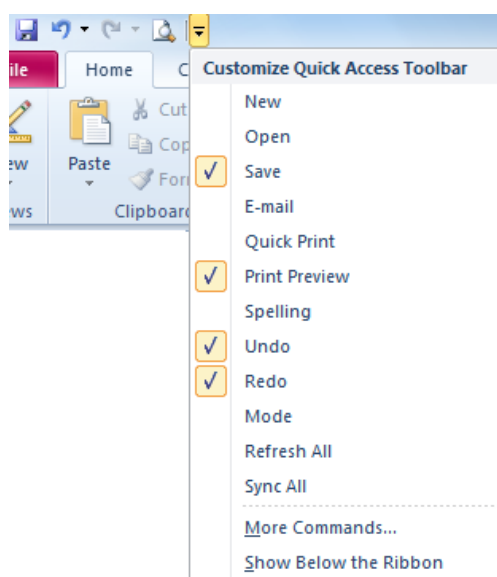 Customize Quick Access Toolbar
ile
Home
C
New
Open
Save
E-mail
Quick Print
Print Preview
Spelling
Undo
Redo
Mode
Refresh All
Sync All
More Commands...
Show Below the Ribbon
ew
Paste
Cut
Cop
For
ws
Clipboard